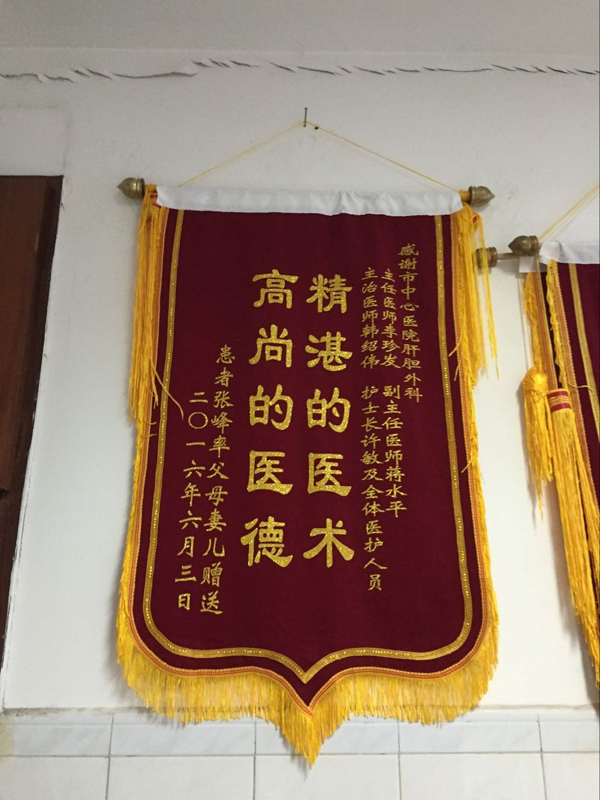 感谢市中心医院肝胆外科
主任医师李珍发 副主任医师蒋水平
主治医师韩绍伟 护士长许敏及全体医护人员
精湛的医术
高尚的医德
患者张峰率父母妻儿赠送
二〇一六年六月三日